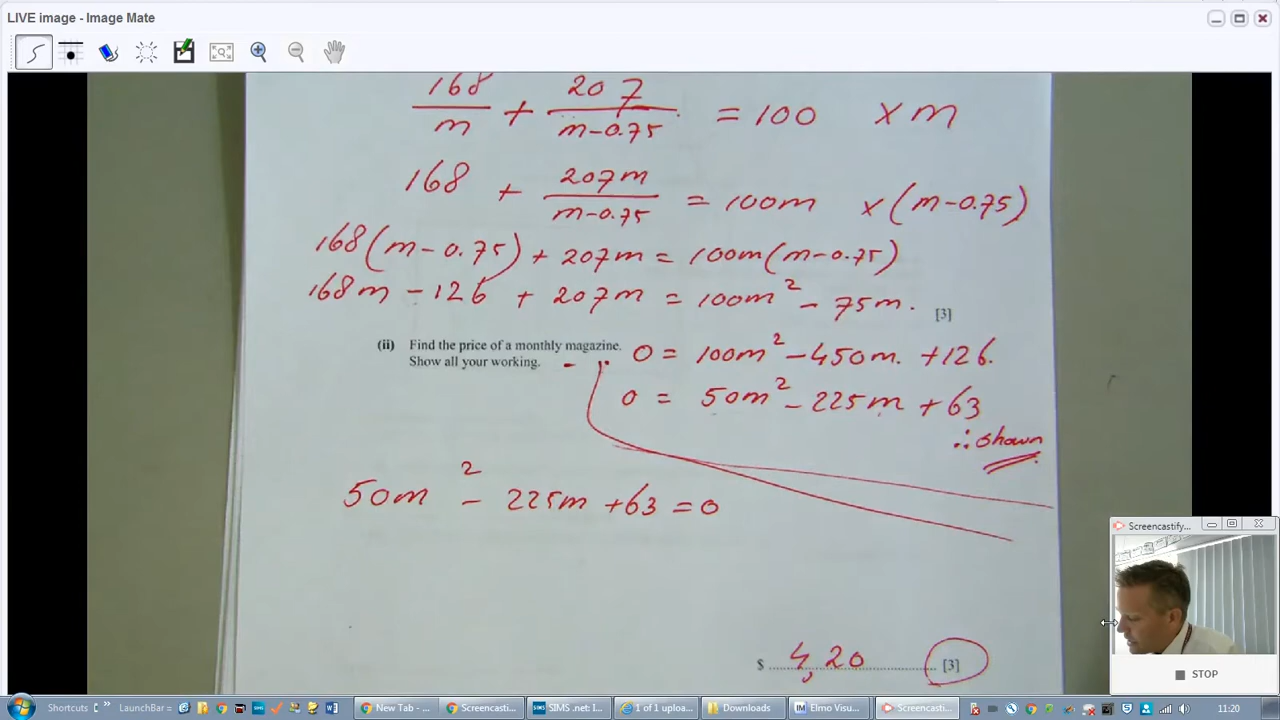 LIVE image - Image Mate
168/m + 207/m-0.75 = 100 × m
168 + 207m/m-0.75 = 100m × (m-0.75)
168(m-0.75) + 207m = 100m(m-0.75)
168m - 126 + 207m = 100m² - 75m. [3]
(ii) Find the price of a monthly magazine.
Show all your working.
0 = 100m² - 450m. + 126.
0 = 50m² - 225m + 63
∴ shown
50m² - 225m + 63 = 0
Screencastify...
STOP
$ 4,20 [3]
Shortcuts
LaunchBar
New Tab - ...
Screencasti...
SIMS .net: I...
1 of 1 uploa...
Downloads
Elmo Visu...
Screencasti...
11:20